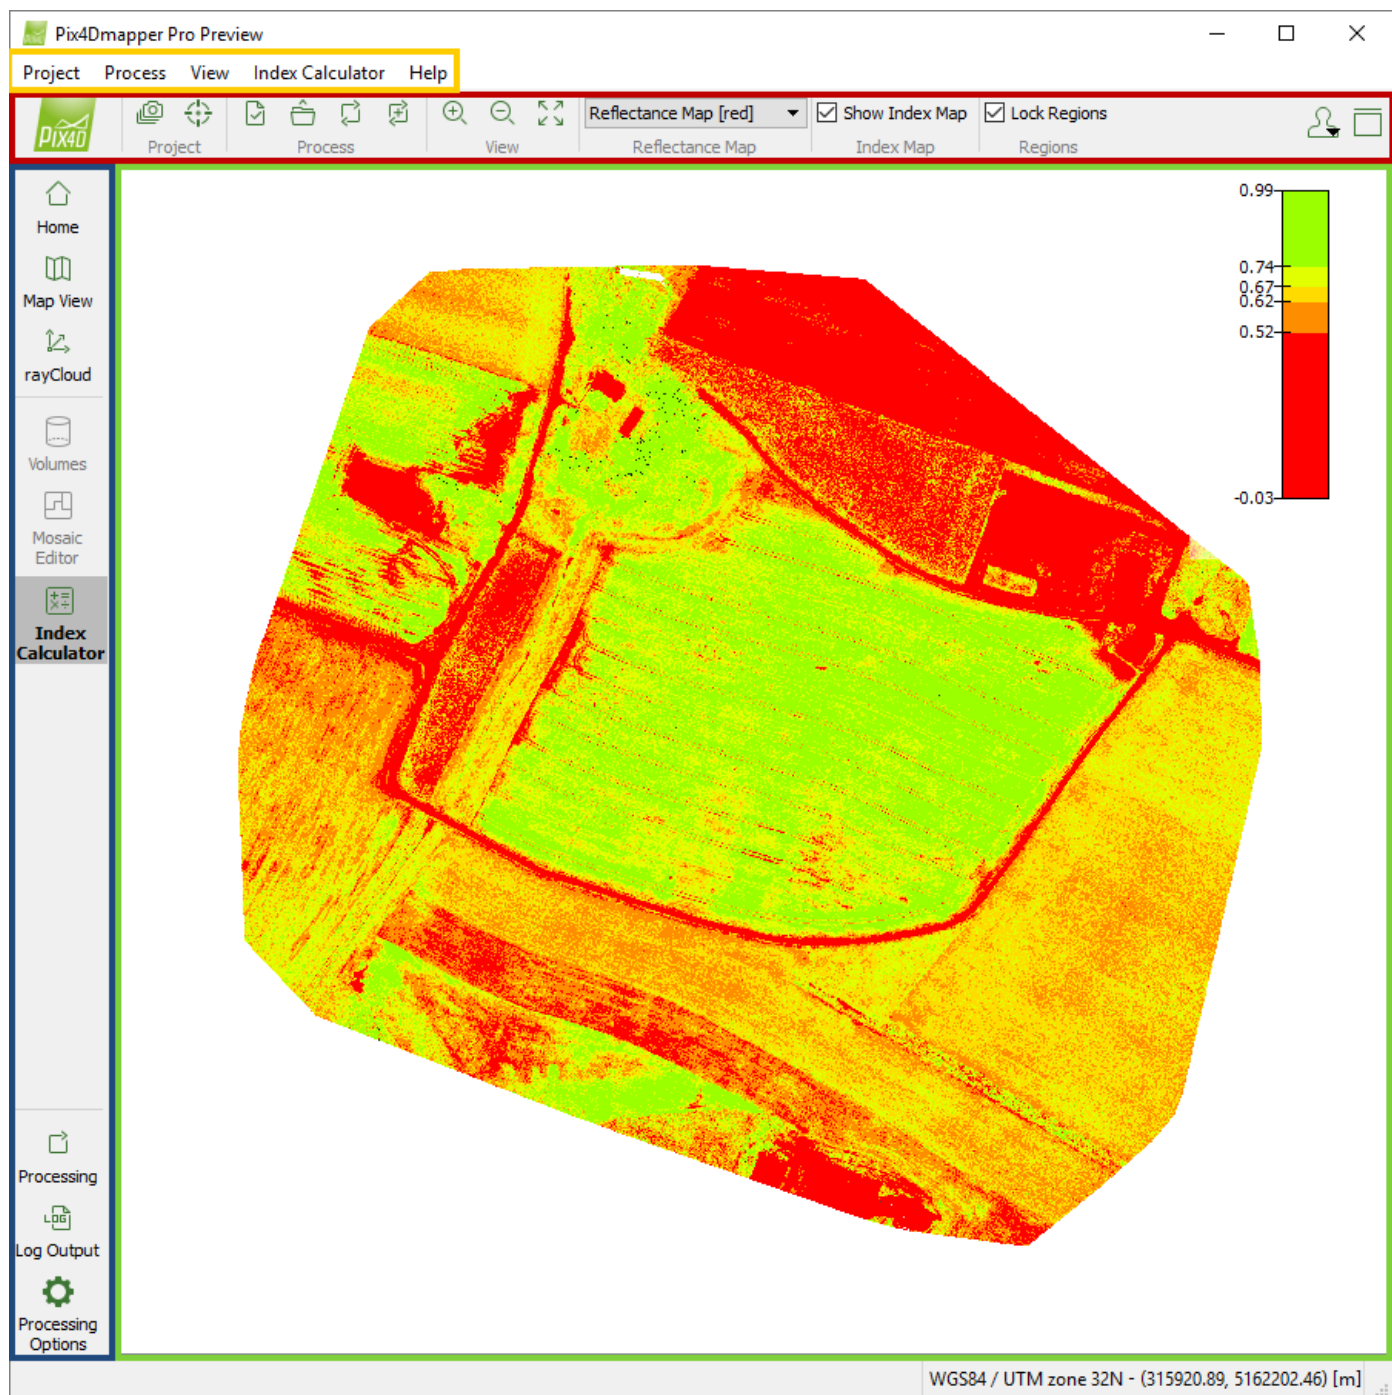 Pix4Dmapper Pro Preview
Project Process View Index Calculator Help
PIX4D
Reflectance Map [red] Show Index Map Lock Regions
Project Process View Reflectance Map Index Map Regions
Home
Map View
rayCloud
Volumes
Mosaic
Editor
Index
Calculator
Processing
LOG
Log Output
Processing
Options
0.99
0.74
0.67
0.62
0.52
-0.03
WGS84 / UTM zone 32N - (315920.89, 5162202.46) [m]